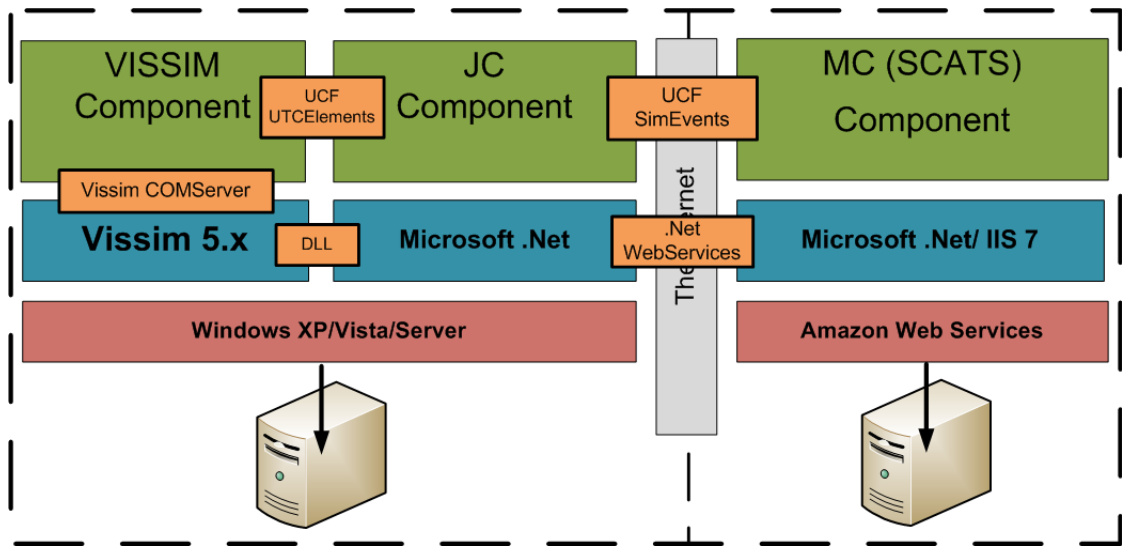 VISSIM
Component
UCF
UTCElements
JC
Component
UCF
SimEvents
MC (SCATS)
Component
Vissim COMServer
Vissim 5.x
DLL
Microsoft .Net
.Net
WebServices
The
ernet
Microsoft .Net/ IIS 7
Windows XP/Vista/Server
Amazon Web Services